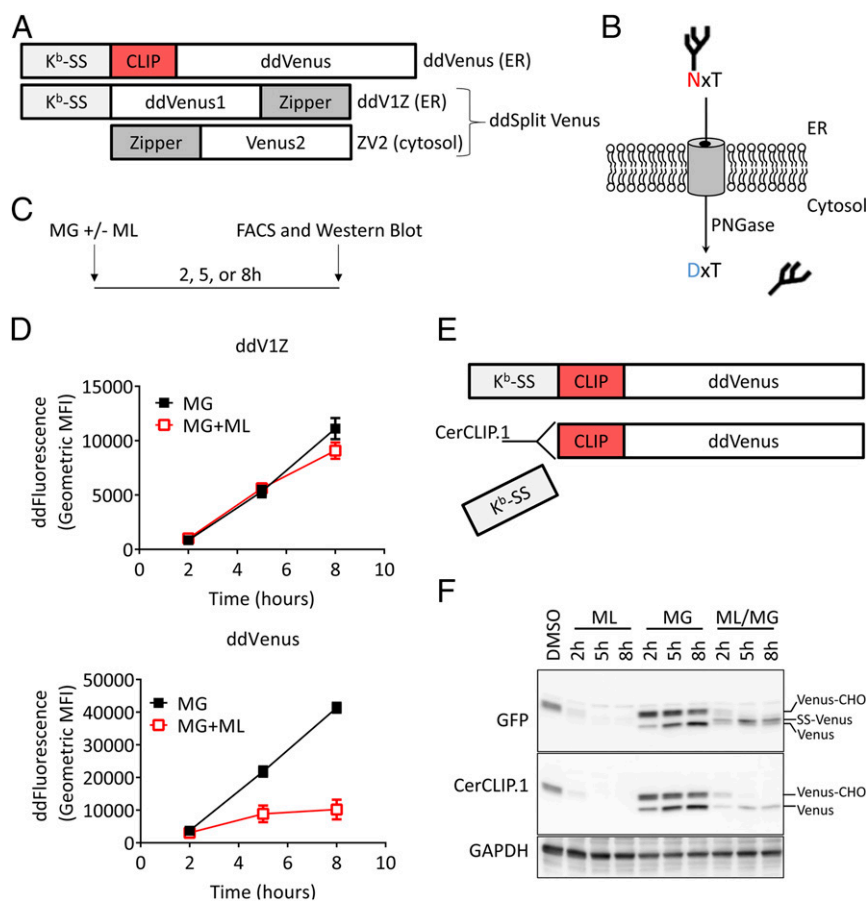 A
K^b-SS CLIP ddVenus ddVenus (ER)
K^b-SS ddVenus1 Zipper ddV1Z (ER)
Zipper Venus2 ZV2 (cytosol)
ddSplit Venus
B
NxT
ER
Cytosol
PNGase
DxT
C
MG +/- ML FACS and Western Blot
2, 5, or 8h
D
ddV1Z
ddFluorescence
(Geometric MFI)
15000
10000
5000
0
MG
MG+ML
0 2 4 6 8 10
Time (hours)
ddVenus
ddFluorescence
(Geometric MFI)
50000
40000
30000
20000
10000
0
MG
MG+ML
0 2 4 6 8 10
Time (hours)
E
K^b-SS CLIP ddVenus
CerCLIP.1 CLIP ddVenus
K^b-SS
F
DMSO ML MG ML/MG
2h 5h 8h 2h 5h 8h 2h 5h 8h
GFP
Venus-CHO
SS-Venus
Venus
CerCLIP.1
Venus-CHO
Venus
GAPDH